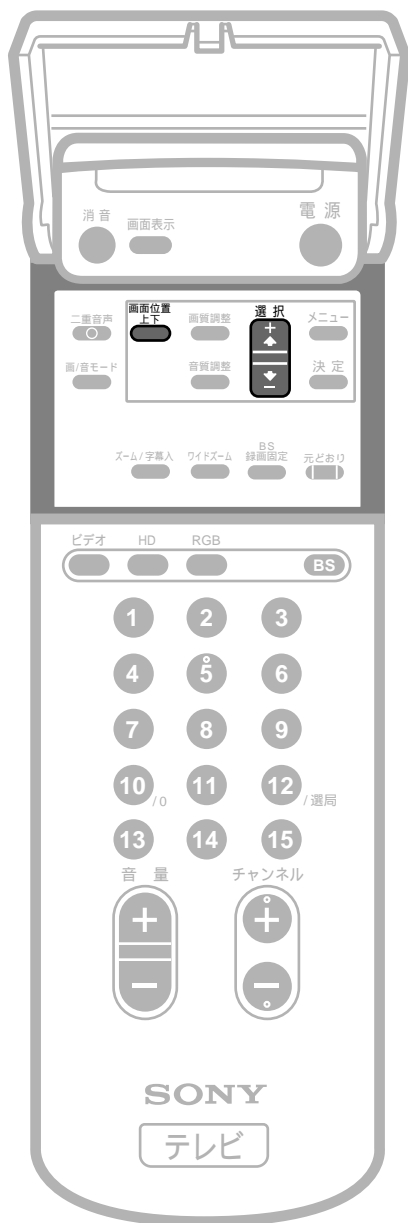 消音 画面表示 電源
二重音声 画面位置上下 画質調整 選択 メニュー
+
画/音モード 音質調整 決定
−
ズーム/字幕入 ワイドズーム BS録画固定 元どおり
ビデオ HD RGB BS
1 2 3
4 5 6
7 8 9
10/0 11 12/選局
13 14 15
音量 チャンネル
+ +
− −
SONY
テレビ